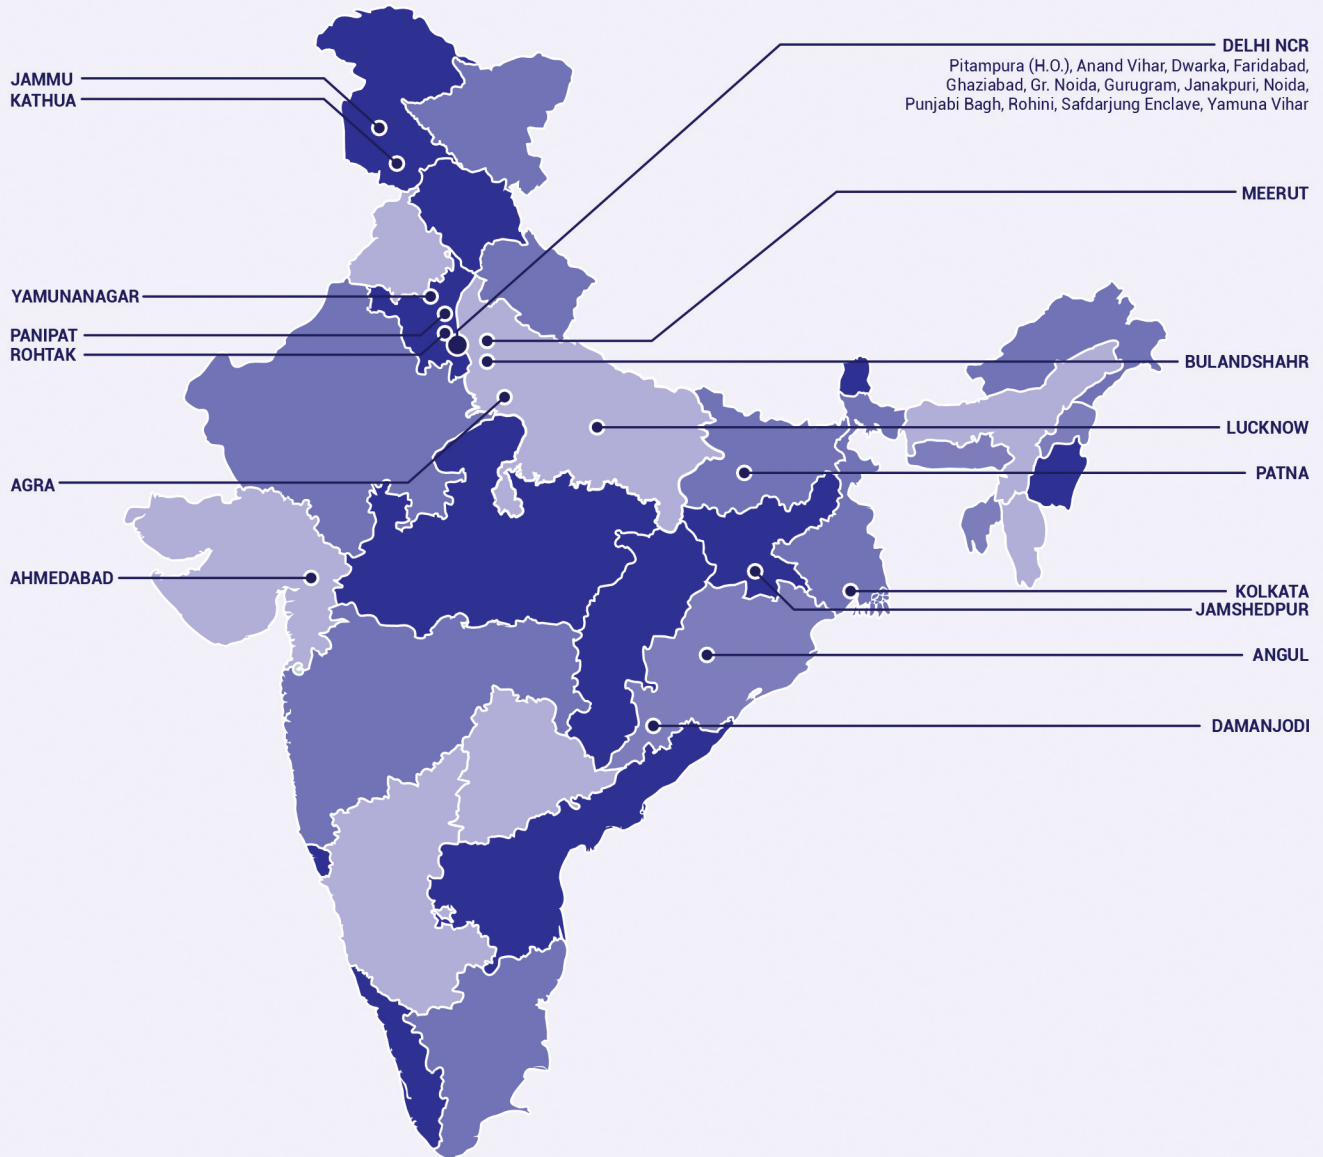 JAMMU
KATHUA
YAMUNANAGAR
PANIPAT
ROHTAK
AGRA
AHMEDABAD
DELHI NCR
Pitampura (H.O.), Anand Vihar, Dwarka, Faridabad,
Ghaziabad, Gr. Noida, Gurugram, Janakpuri, Noida,
Punjabi Bagh, Rohini, Safdarjung Enclave, Yamuna Vihar
MEERUT
BULANDSHAHR
LUCKNOW
PATNA
KOLKATA
JAMSHEDPUR
ANGUL
DAMANJODI